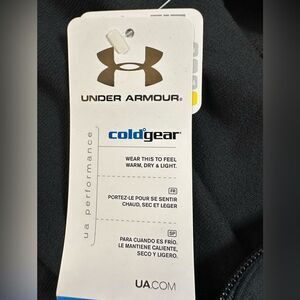 UNDER ARMOUR®
coldgear
ua performance
WEAR THIS TO FEEL
WARM, DRY & LIGHT.
FR
PORTEZ-LE POUR SE SENTIR
CHAUD, SEC ET LEGER
SP
PARA CUANDO ES FRÍO.
LE MANTIENE CALIENTE,
SECO Y LIGERO.
UA.COM